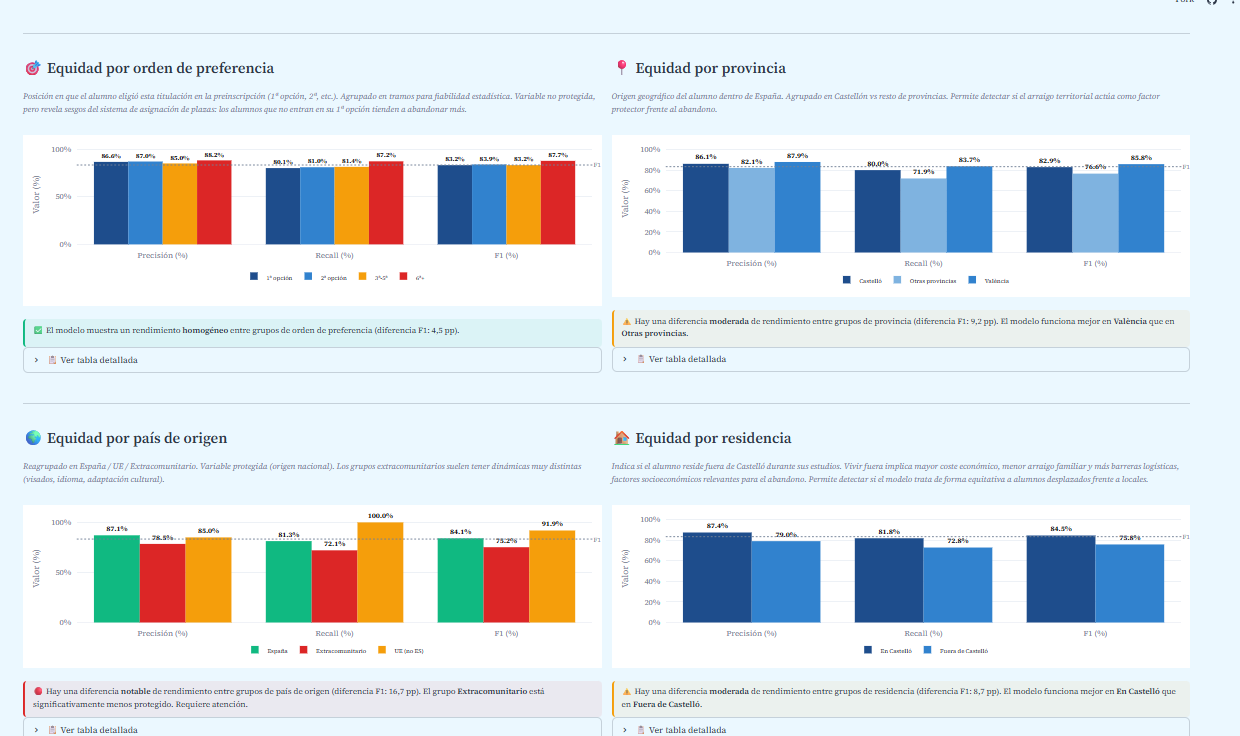 Equidad por orden de preferencia
Posición en que el alumno eligió esta titulación en la preinscripción (1ª opción, 2ª, etc.). Agrupado en tramos para fiabilidad estadística. Variable no protegida,
pero revela sesgos del sistema de asignación de plazas: los alumnos que no entran en su 1ª opción tienden a abandonar más.
100%
50%
0%
Valor (%)
86.6% 87.0% 85.0% 88.2%
80.1% 81.0% 81.4% 87.2%
83.2% 83.9% 83.2% 87.7%
F1
Precisión (%) Recall (%) F1 (%)
1ª opción 2ª opción 3ª-5ª 6ª+
El modelo muestra un rendimiento homogéneo entre grupos de orden de preferencia (diferencia F1: 4,5 pp).
Ver tabla detallada
Equidad por provincia
Origen geográfico del alumno dentro de España. Agrupado en Castellón vs resto de provincias. Permite detectar si el arraigo territorial actúa como factor
protector frente al abandono.
100%
80%
60%
40%
20%
0%
Valor (%)
86.1% 82.1% 87.9%
80.0% 71.9% 83.7%
82.9% 76.6% 85.8%
F1
Precisión (%) Recall (%) F1 (%)
Castelló Otras provincias València
Hay una diferencia moderada de rendimiento entre grupos de provincia (diferencia F1: 9,2 pp). El modelo funciona mejor en València que en
Otras provincias.
Ver tabla detallada
Equidad por país de origen
Reagrupado en España / UE / Extracomunitario. Variable protegida (origen nacional). Los grupos extracomunitarios suelen tener dinámicas muy distintas
(visados, idioma, adaptación cultural).
100%
50%
0%
Valor (%)
87.1% 78.5% 85.0%
81.3% 72.1% 100.0%
84.1% 75.2% 91.9%
F1
Precisión (%) Recall (%) F1 (%)
España Extracomunitario UE (no ES)
Hay una diferencia notable de rendimiento entre grupos de país de origen (diferencia F1: 16,7 pp). El grupo Extracomunitario está
significativamente menos protegido. Requiere atención.
Ver tabla detallada
Equidad por residencia
Indica si el alumno reside fuera de Castelló durante sus estudios. Vivir fuera implica mayor coste económico, menor arraigo familiar y más barreras logísticas,
factores socioeconómicos relevantes para el abandono. Permite detectar si el modelo trata de forma equitativa a alumnos desplazados frente a locales.
100%
80%
60%
40%
20%
0%
Valor (%)
87.4% 79.0%
81.8% 72.8%
84.5% 75.8%
F1
Precisión (%) Recall (%) F1 (%)
En Castelló Fuera de Castelló
Hay una diferencia moderada de rendimiento entre grupos de residencia (diferencia F1: 8,7 pp). El modelo funciona mejor en En Castelló que
en Fuera de Castelló.
Ver tabla detallada